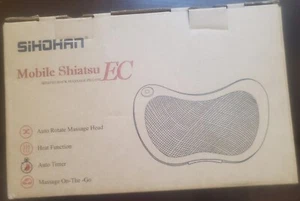 SiHOHAN
Mobile Shiatsu EC
Auto Rotate Massage Head
Heat Function
Auto Timer
Massage On-The-Go